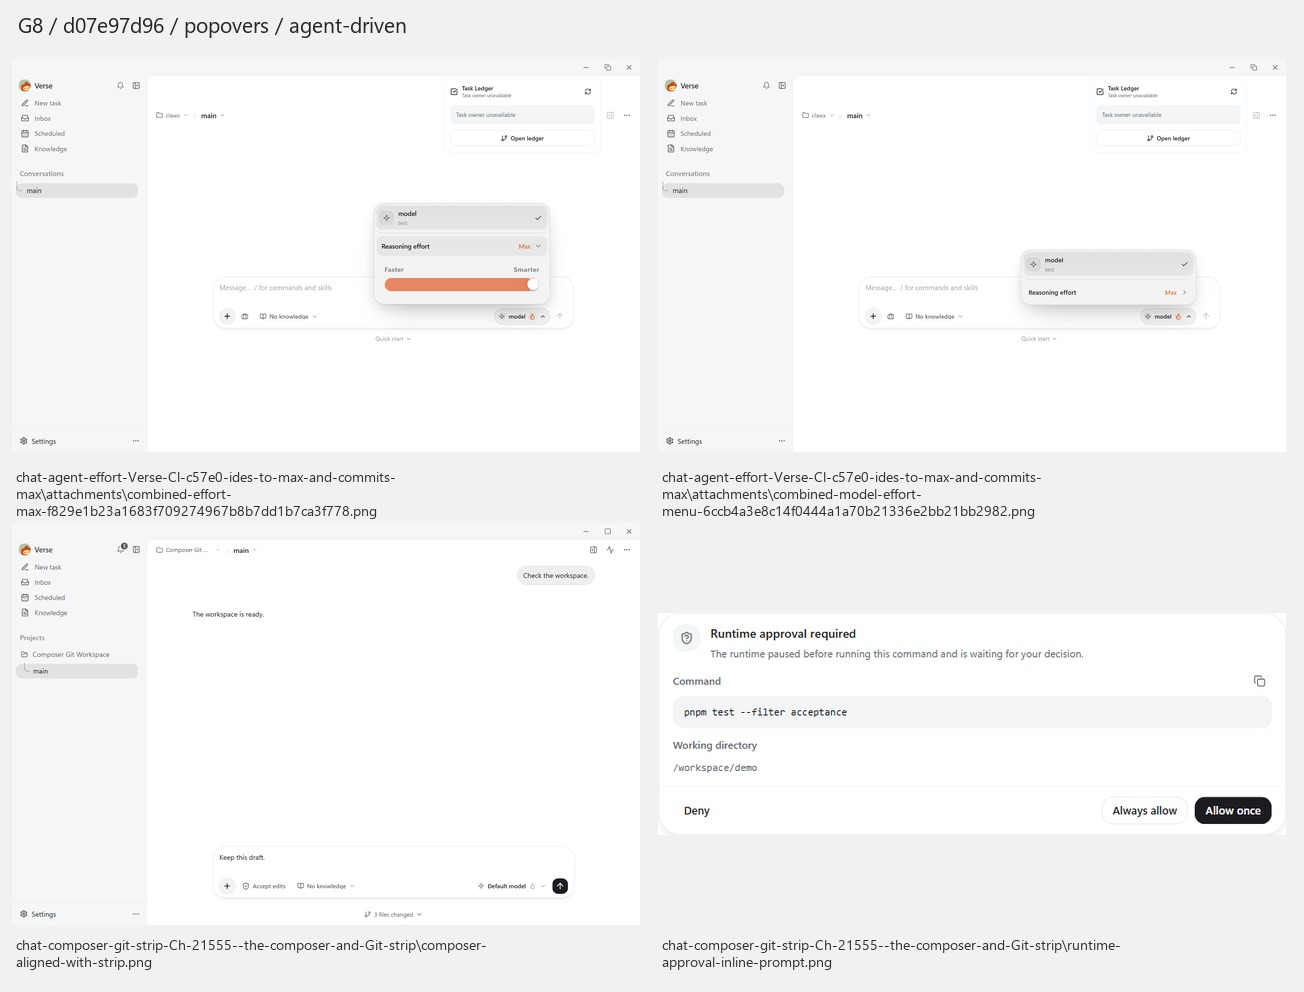 G8 / d07e97d96 / popovers / agent-driven
Verse
New task
Inbox
Scheduled
Knowledge
Conversations
main
Settings
clawx / main
Task Ledger
Task owner unavailable
Task owner unavailable
Open ledger
model
test
Reasoning effort Max
Faster Smarter
Message... / for commands and skills
No knowledge
model
Quick start
chat-agent-effort-Verse-Cl-c57e0-ides-to-max-and-commits-
max\attachments\combined-effort-
max-f829e1b23a1683f709274967b8b7dd1b7ca3f778.png
Verse
New task
Inbox
Scheduled
Knowledge
Conversations
main
Settings
clawx / main
Task Ledger
Task owner unavailable
Task owner unavailable
Open ledger
model
test
Reasoning effort Max
Message... / for commands and skills
No knowledge
model
Quick start
chat-agent-effort-Verse-Cl-c57e0-ides-to-max-and-commits-
max\attachments\combined-model-effort-
menu-6ccb4a3e8c14f0444a1a70b21336e2bb21bb2982.png
Verse
1
New task
Inbox
Scheduled
Knowledge
Projects
Composer Git Workspace
main
Settings
Composer Git ... / main
Check the workspace.
The workspace is ready.
Keep this draft.
Accept edits
No knowledge
Default model
3 files changed
chat-composer-git-strip-Ch-21555--the-composer-and-Git-strip\composer-
aligned-with-strip.png
Runtime approval required
The runtime paused before running this command and is waiting for your decision.
Command
pnpm test --filter acceptance
Working directory
/workspace/demo
Deny
Always allow
Allow once
chat-composer-git-strip-Ch-21555--the-composer-and-Git-strip\runtime-
approval-inline-prompt.png